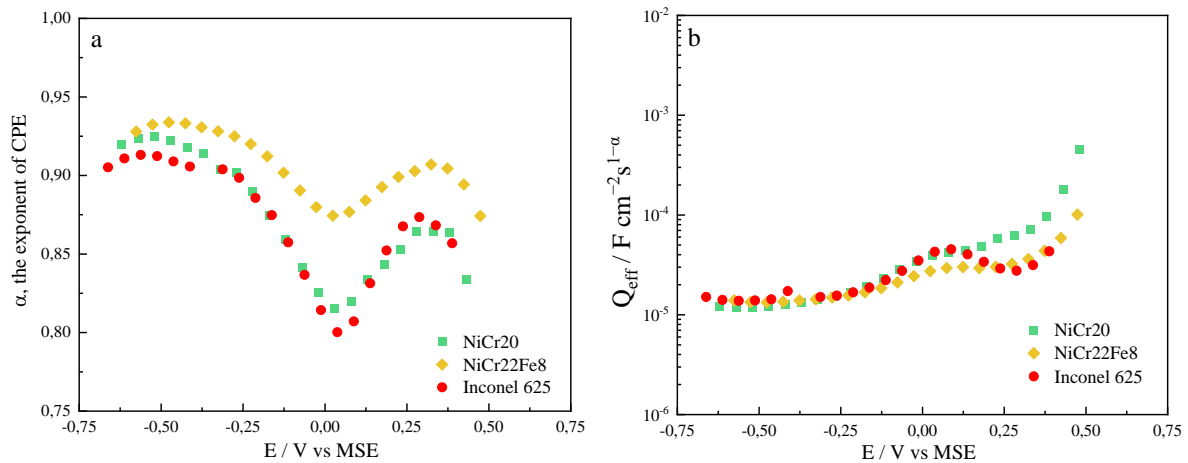 a
1,00
0,95
0,90
0,85
0,80
0,75
α, the exponent of CPE
-0,75 -0,50 -0,25 0,00 0,25 0,50 0,75
E / V vs MSE
NiCr20
NiCr22Fe8
Inconel 625
b
10⁻²
10⁻³
10⁻⁴
10⁻⁵
10⁻⁶
Q_eff / F cm⁻²s¹⁻α
-0,75 -0,50 -0,25 0,00 0,25 0,50 0,75
E / V vs MSE
NiCr20
NiCr22Fe8
Inconel 625